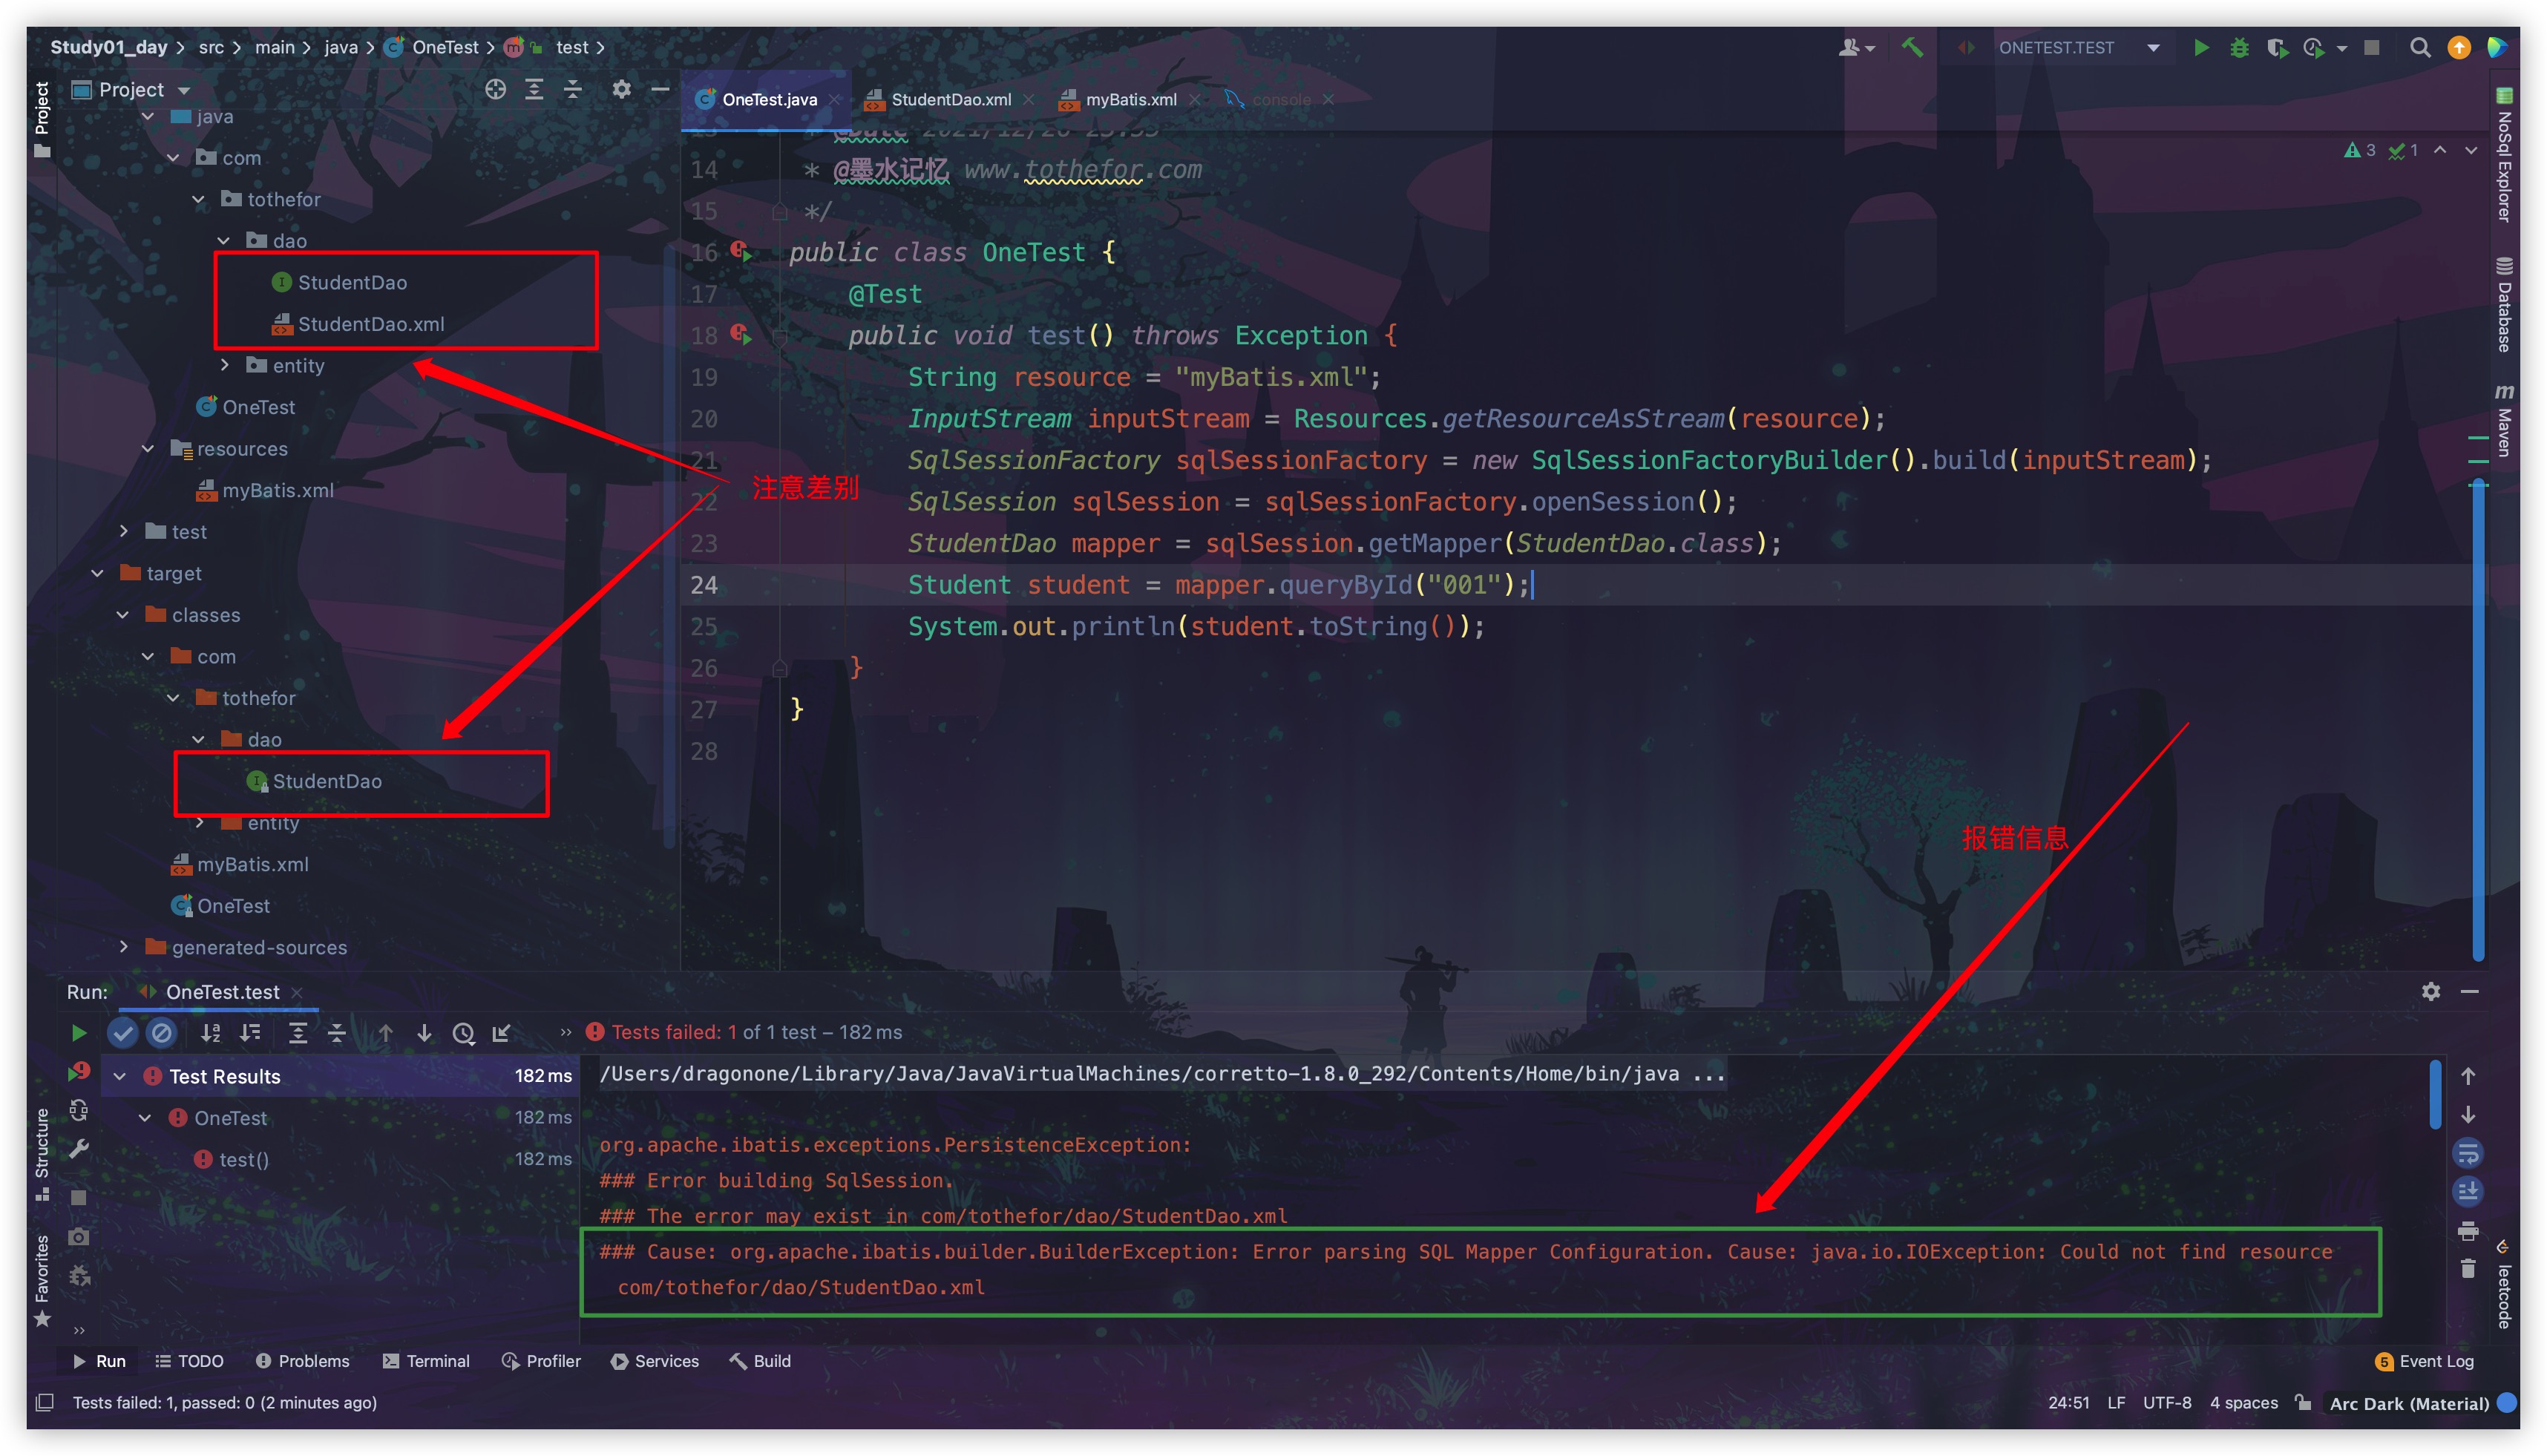 Study01_day > src > main > java > OneTest > test >
ONETEST.TEST
Project
Project
OneTest.java
StudentDao.xml
myBatis.xml
console
java
com
tothefor
dao
StudentDao
StudentDao.xml
entity
OneTest
resources
myBatis.xml
test
target
classes
com
tothefor
dao
StudentDao
entity
myBatis.xml
OneTest
generated-sources
注意差别
3 1
14 * @墨水记忆 www.tothefor.com
15 */
16 public class OneTest {
17 @Test
18 public void test() throws Exception {
19 String resource = "myBatis.xml";
20 InputStream inputStream = Resources.getResourceAsStream(resource);
21 SqlSessionFactory sqlSessionFactory = new SqlSessionFactoryBuilder().build(inputStream);
22 SqlSession sqlSession = sqlSessionFactory.openSession();
23 StudentDao mapper = sqlSession.getMapper(StudentDao.class);
24 Student student = mapper.queryById("001");
25 System.out.println(student.toString());
26 }
27 }
28
报错信息
NoSql Explorer
Database
Maven
Run: OneTest.test
Tests failed: 1 of 1 test – 182 ms
Test Results 182 ms
OneTest 182 ms
test() 182 ms
/Users/dragonone/Library/Java/JavaVirtualMachines/corretto-1.8.0_292/Contents/Home/bin/java ...
org.apache.ibatis.exceptions.PersistenceException:
### Error building SqlSession.
### The error may exist in com/tothefor/dao/StudentDao.xml
### Cause: org.apache.ibatis.builder.BuilderException: Error parsing SQL Mapper Configuration. Cause: java.io.IOException: Could not find resource
com/tothefor/dao/StudentDao.xml
Structure
Favorites
leetcode
Run TODO Problems Terminal Profiler Services Build 5 Event Log
Tests failed: 1, passed: 0 (2 minutes ago)
24:51 LF UTF-8 4 spaces Arc Dark (Material)